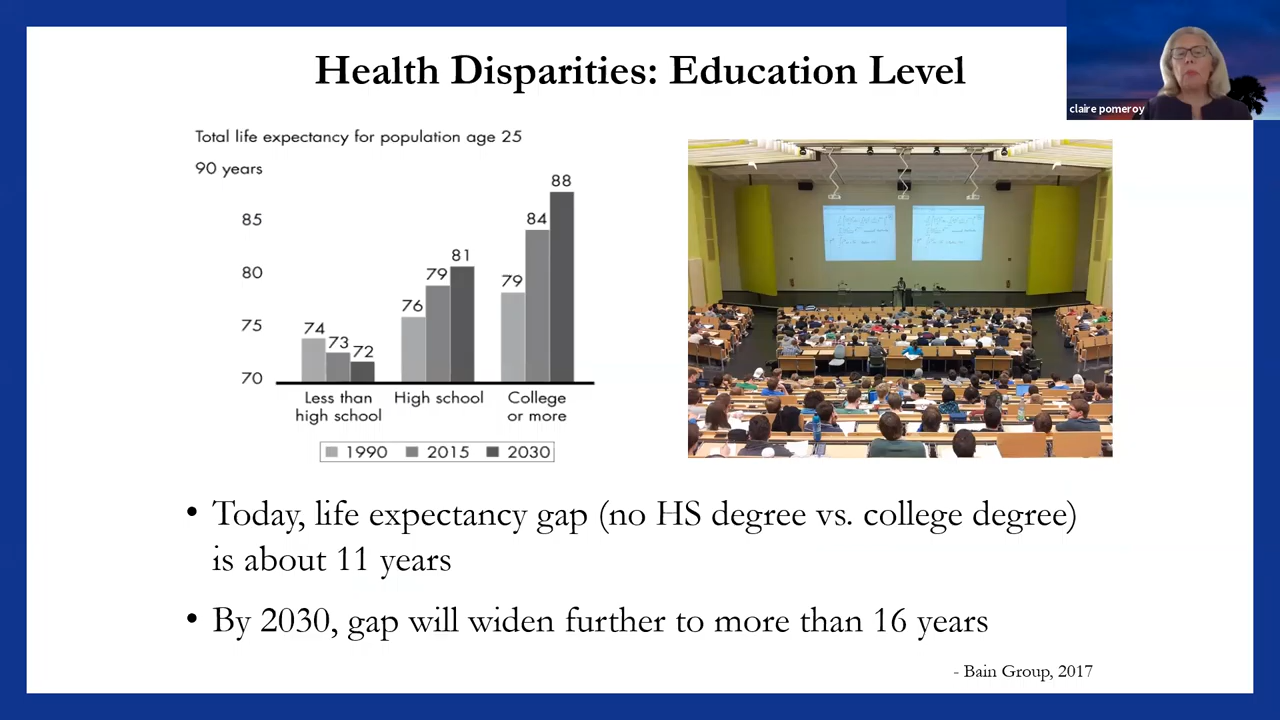 Health Disparities: Education Level
claire pomeroy
Total life expectancy for population age 25
90 years
85
80
75
70
74
73
72
76
79
81
79
84
88
Less than
high school
High school
College
or more
1990 2015 2030
• Today, life expectancy gap (no HS degree vs. college degree)
is about 11 years
• By 2030, gap will widen further to more than 16 years
- Bain Group, 2017